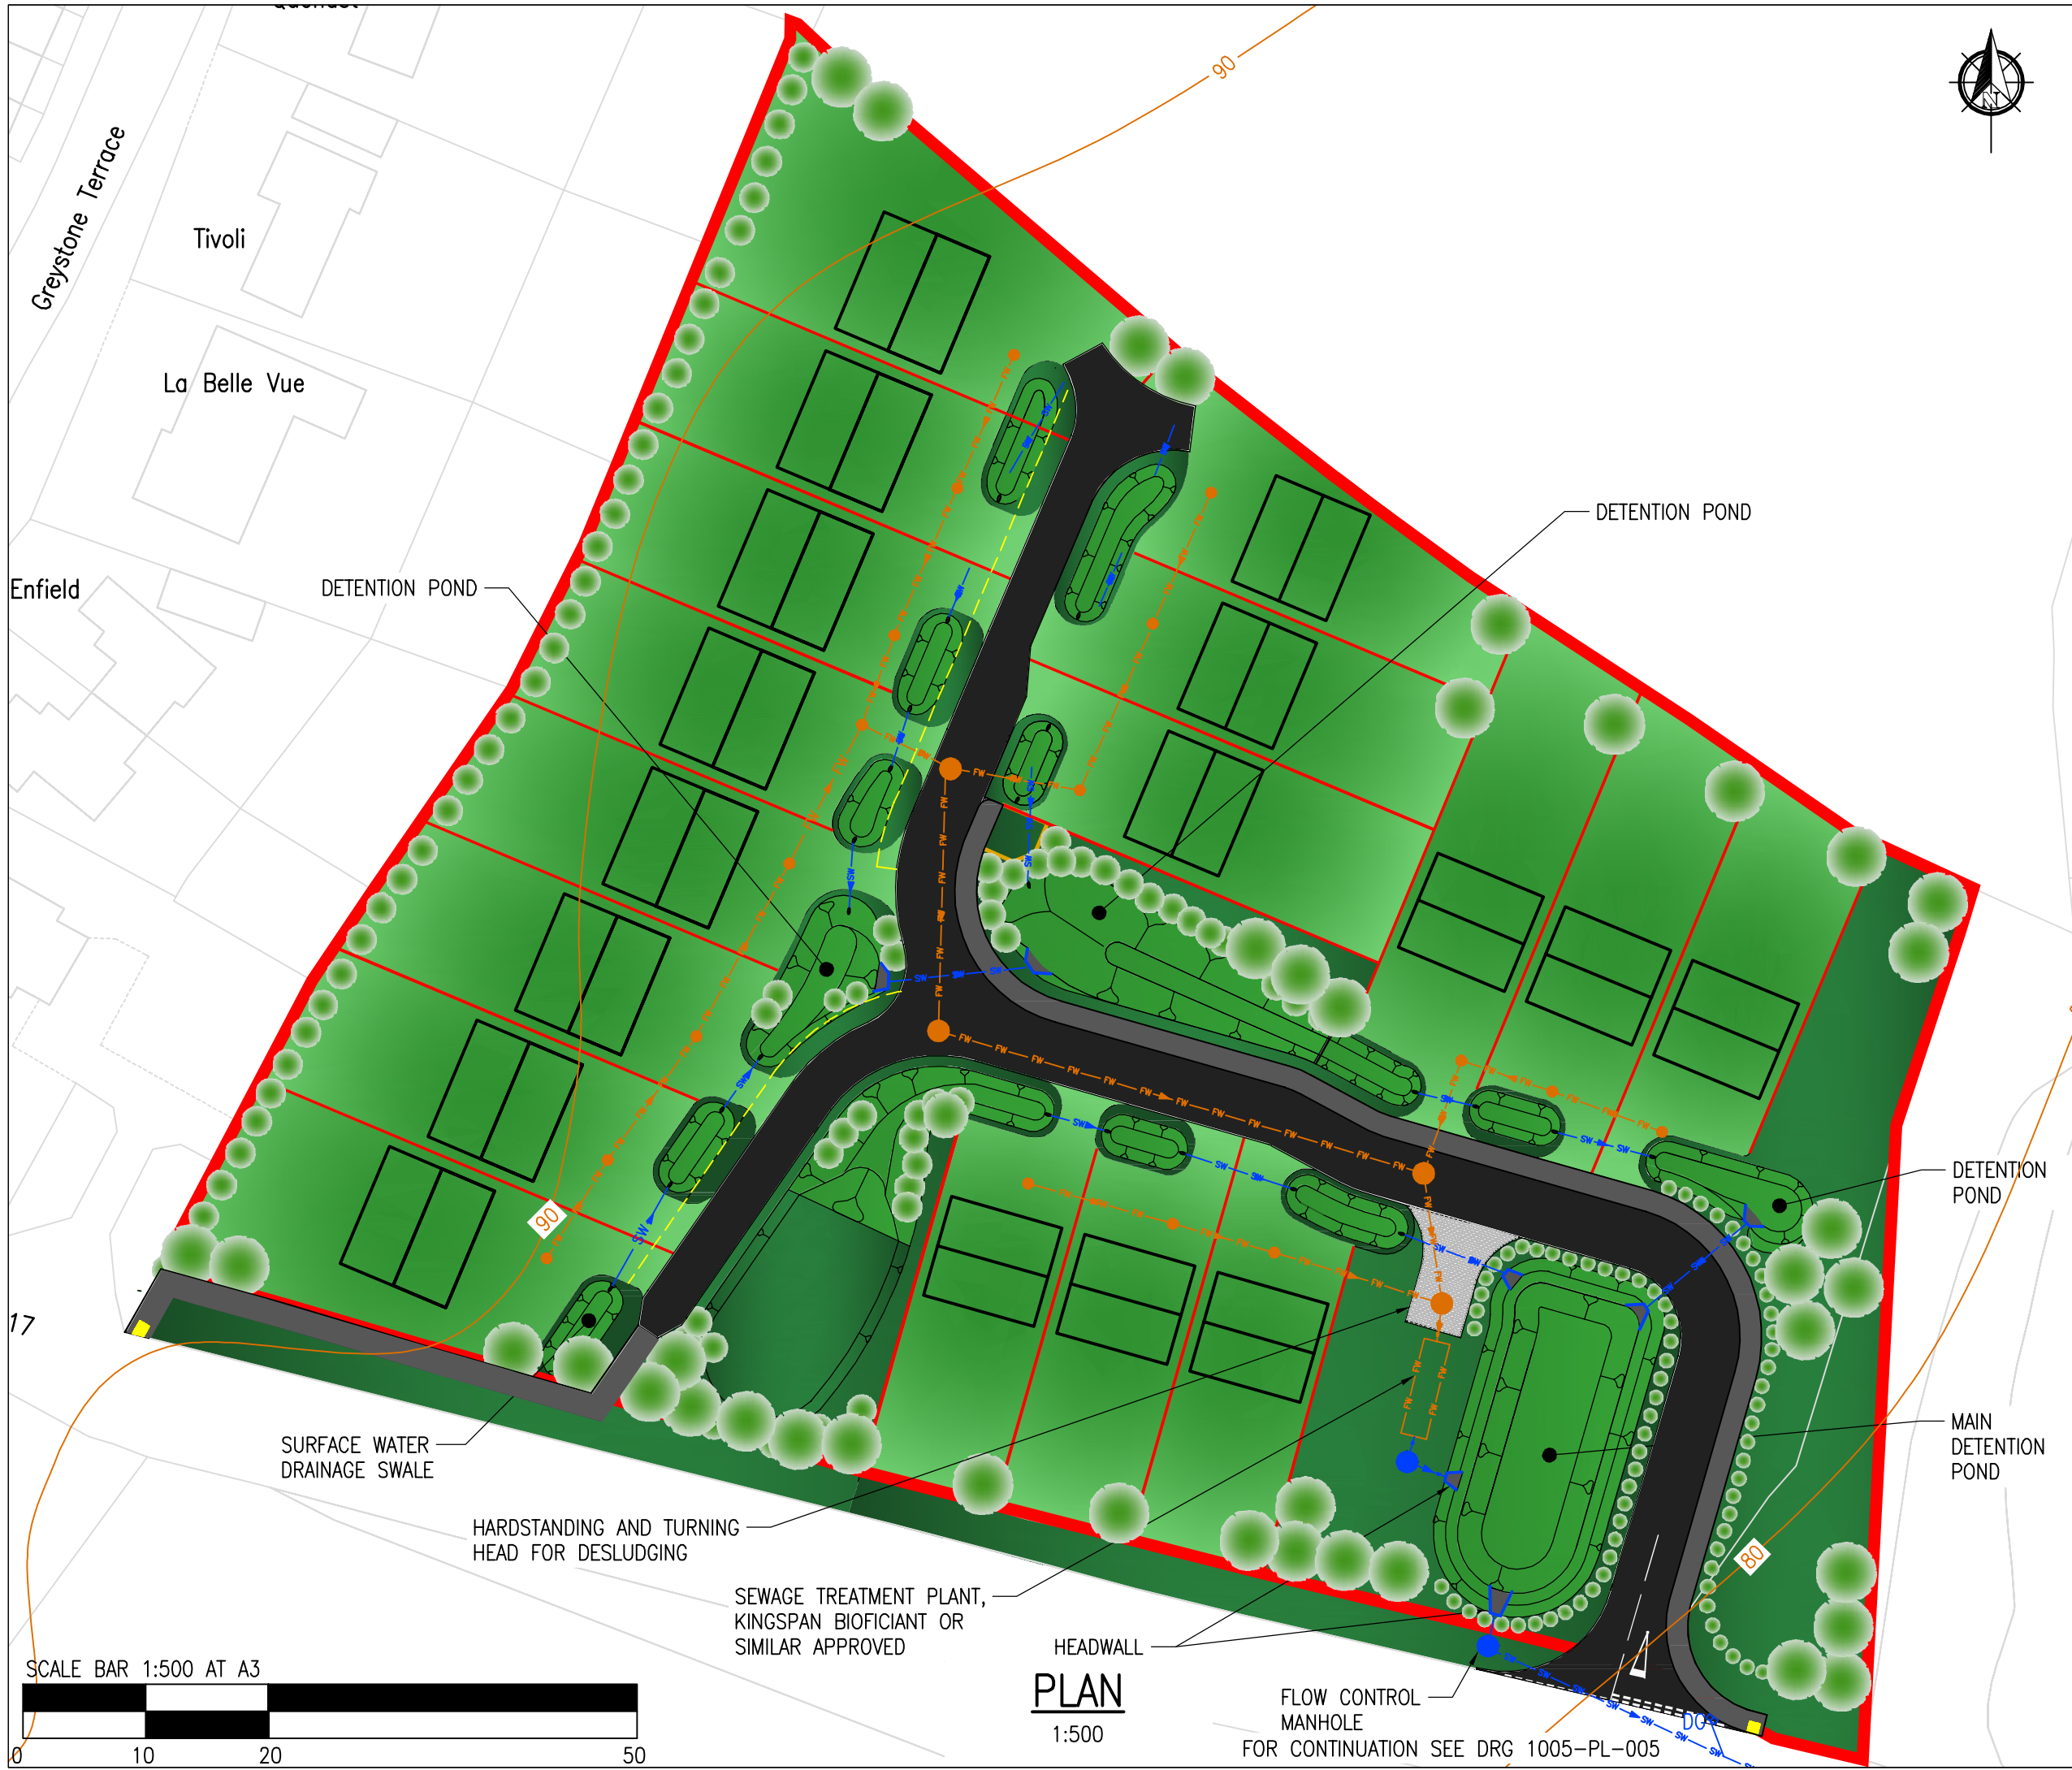 90
N
Greystone Terrace
Tivoli
La Belle Vue
Enfield
DETENTION POND
DETENTION POND
DETENTION
POND
90
17
SURFACE WATER
DRAINAGE SWALE
MAIN
DETENTION
POND
HARDSTANDING AND TURNING
HEAD FOR DESLUDGING
80
SEWAGE TREATMENT PLANT,
KINGSPAN BIOFICIANT OR
SIMILAR APPROVED
HEADWALL
SCALE BAR 1:500 AT A3
0 10 20 50
PLAN
1:500
FLOW CONTROL
MANHOLE
FOR CONTINUATION SEE DRG 1005-PL-005
SW
FW